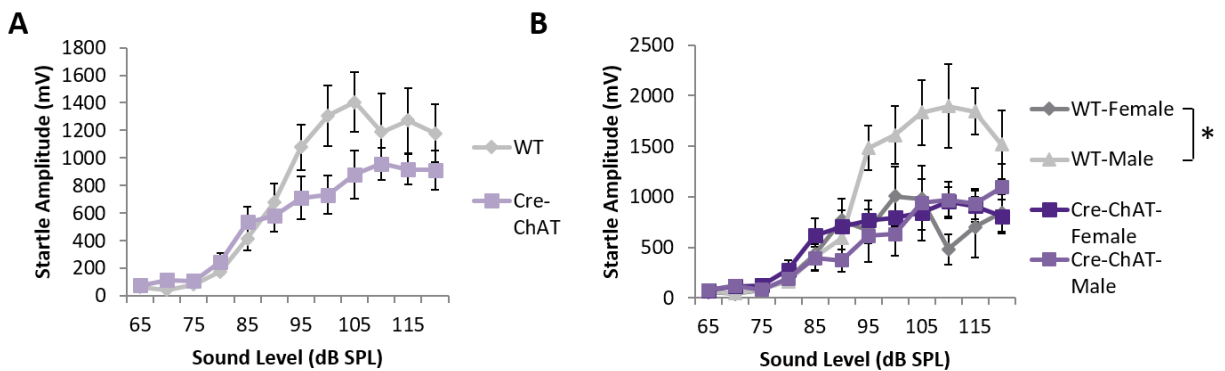 A
1800
1600
1400
1200
1000
800
600
400
200
0
65 75 85 95 105 115
Startle Amplitude (mV)
Sound Level (dB SPL)
WT
Cre-
ChAT
B
2500
2000
1500
1000
500
0
65 75 85 95 105 115
Startle Amplitude (mV)
Sound Level (dB SPL)
WT-Female
WT-Male
*
Cre-ChAT-
Female
Cre-ChAT-
Male